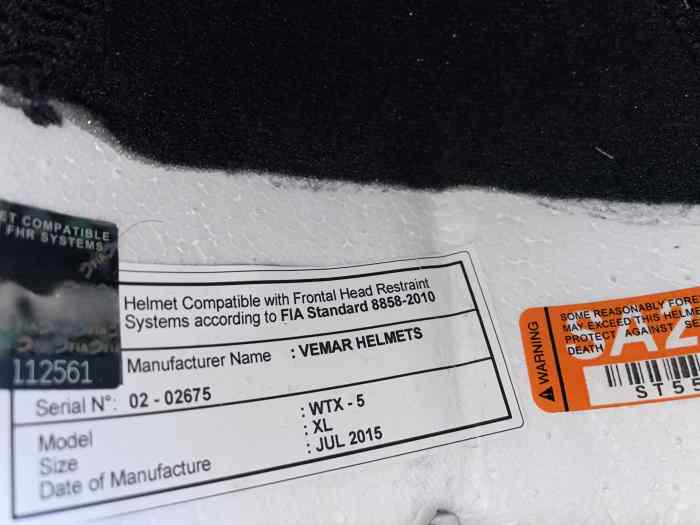 ET COMPATIBLE
FHR SYSTEMS
112561
Helmet Compatible with Frontal Head Restraint
Systems according to FIA Standard 8858-2010
Manufacturer Name : VEMAR HELMETS
Serial N°: 02 - 02675
Model : WTX - 5
Size : XL
Date of Manufacture : JUL 2015
WARNING
SOME REASONABLY FORE
MAY EXCEED THIS HELME
PROTECT AGAINST SE
DEATH
ST55